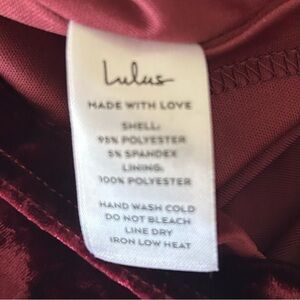 Lulus
MADE WITH LOVE
SHELL:
95% POLYESTER
5% SPANDEX
LINING:
100% POLYESTER
HAND WASH COLD
DO NOT BLEACH
LINE DRY
IRON LOW HEAT